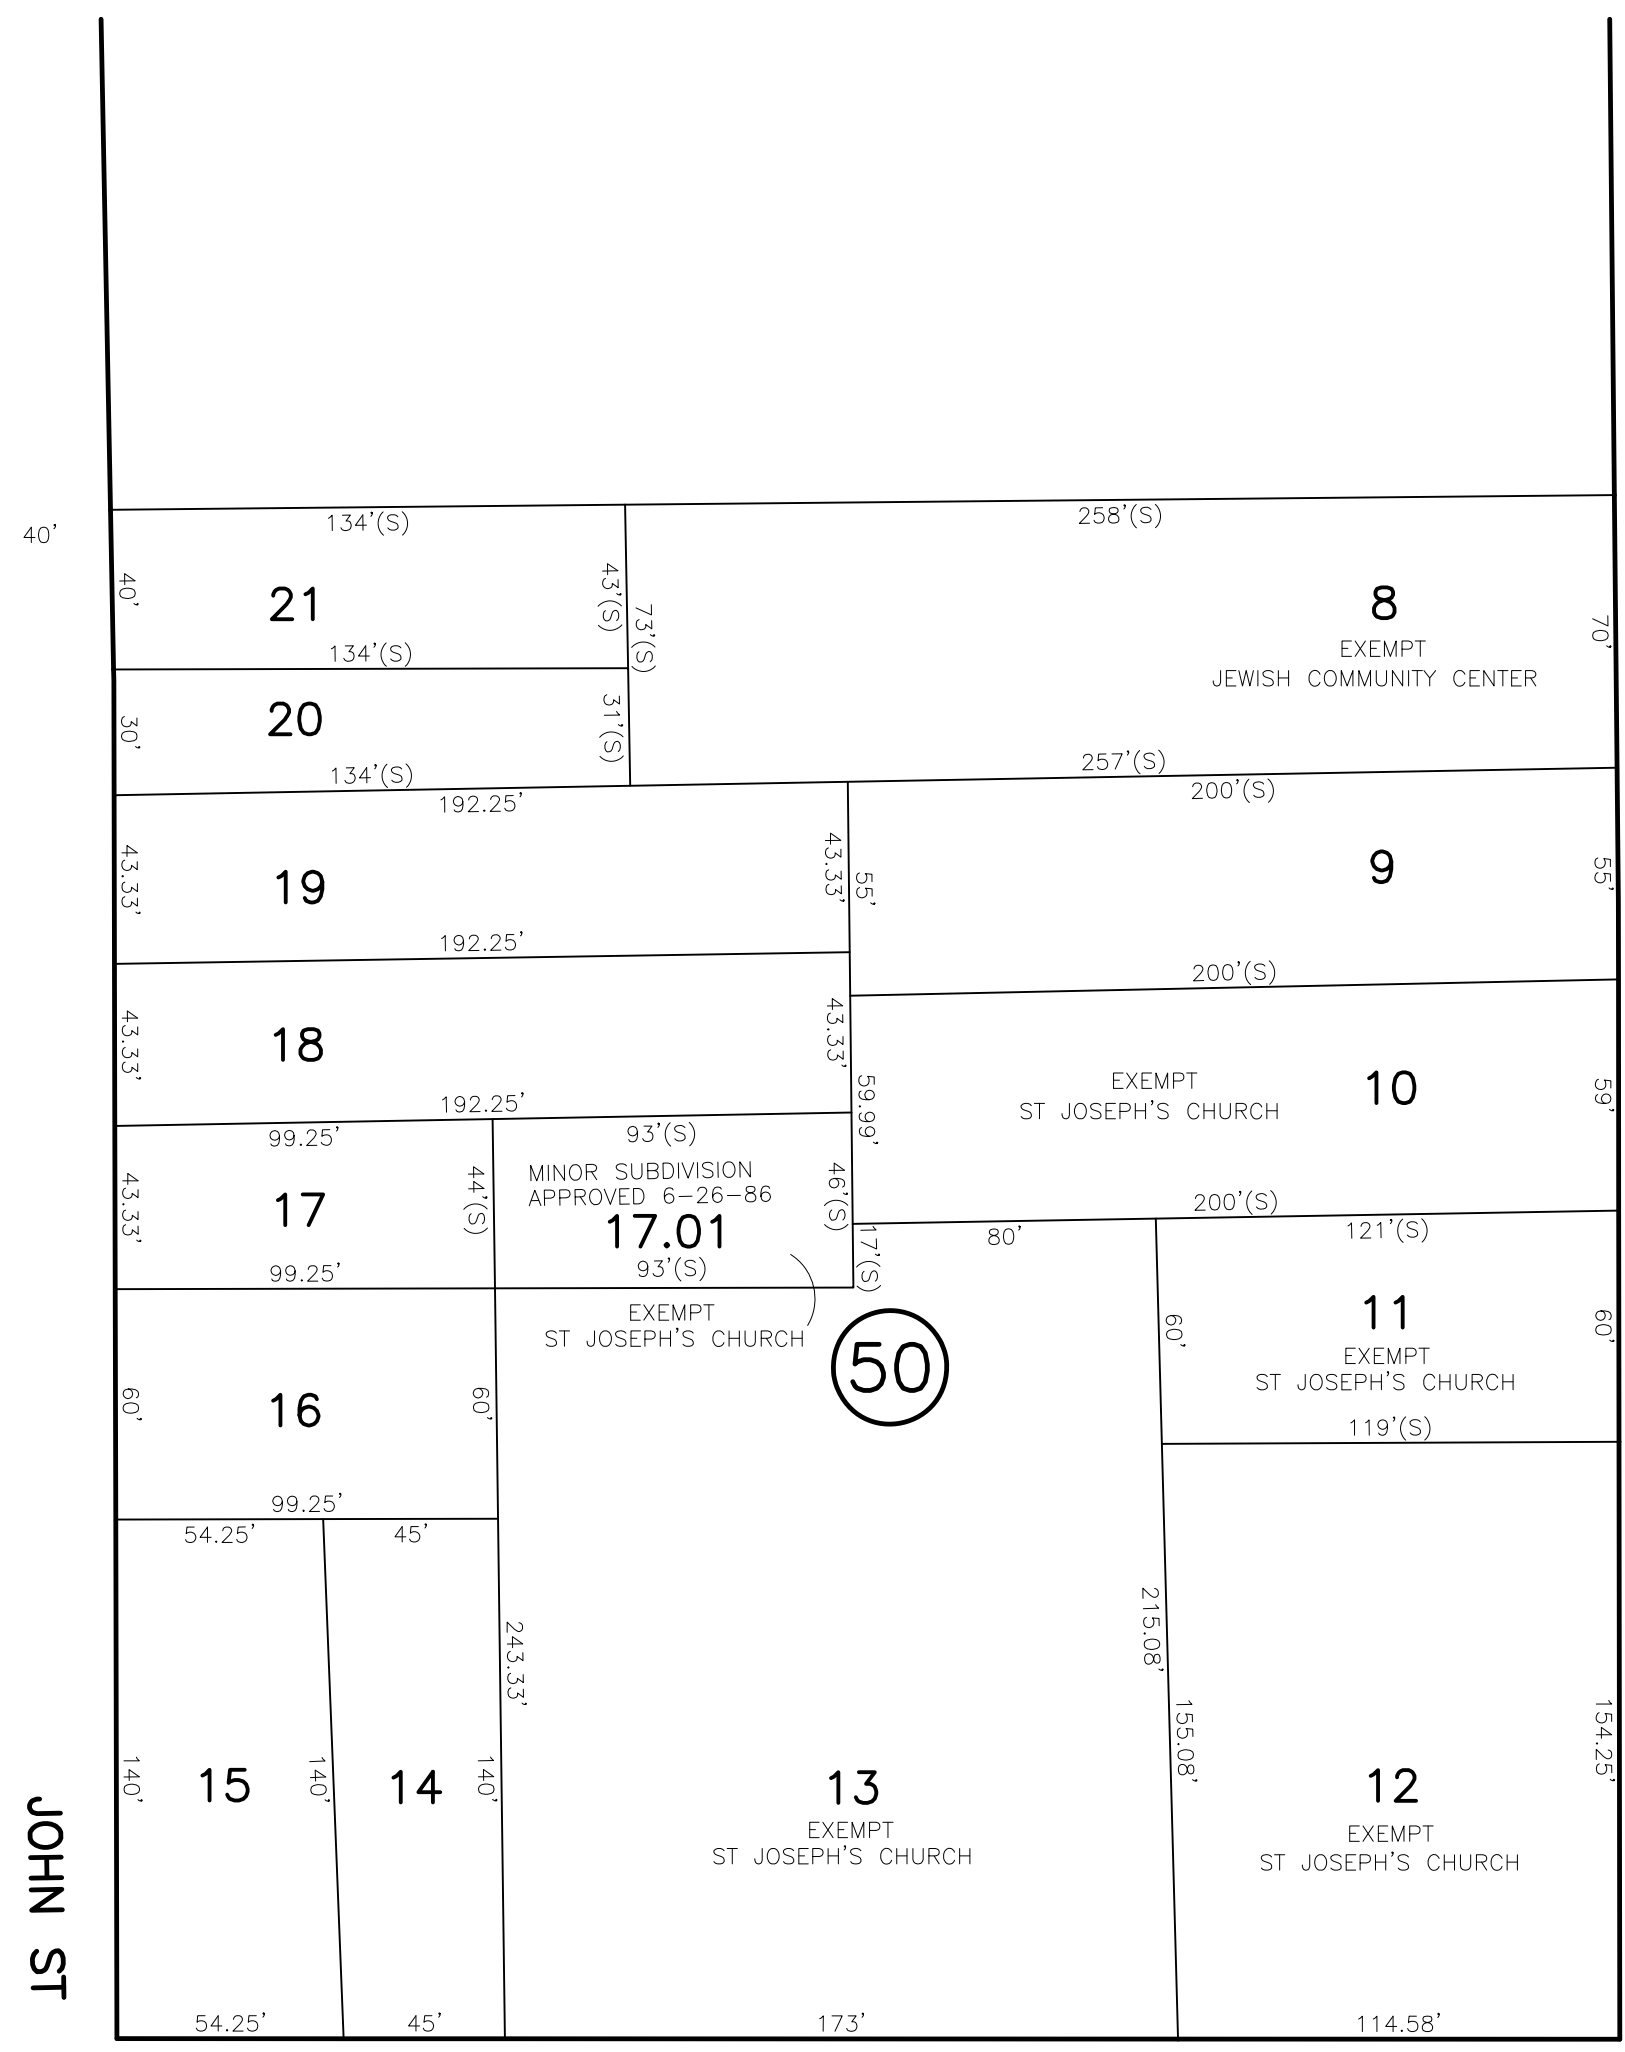 134'(S)
258'(S)
40'
40'
21
43'(S)
73'(S)
8
EXEMPT
JEWISH COMMUNITY CENTER
70'
134'(S)
30'
20
31'(S)
134'(S)
257'(S)
192.25'
200'(S)
43.33'
19
43.33'
55'
9
55'
192.25'
200'(S)
43.33'
18
43.33'
59.99'
EXEMPT
ST JOSEPH'S CHURCH
10
59'
192.25'
99.25'
93'(S)
43.33'
17
44'(S)
MINOR SUBDIVISION
APPROVED 6-26-86
17.01
46'(S)
93'(S)
99.25'
200'(S)
80'
121'(S)
17'(S)
EXEMPT
ST JOSEPH'S CHURCH
50
60'
11
EXEMPT
ST JOSEPH'S CHURCH
60'
119'(S)
60'
16
60'
99.25'
54.25'
45'
243.33'
215.08'
155.08'
154.25'
140'
15
140'
14
140'
13
EXEMPT
ST JOSEPH'S CHURCH
12
EXEMPT
ST JOSEPH'S CHURCH
JOHN ST
54.25'
45'
173'
114.58'